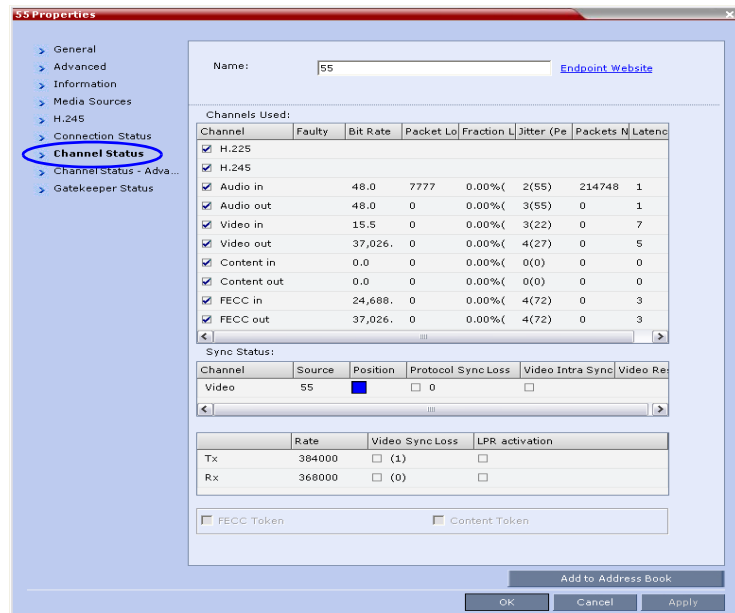 55 Properties
General
Advanced
Information
Media Sources
H.245
Connection Status
Channel Status
Channel Status - Adva...
Gatekeeper Status
Name: 55 Endpoint Website
Channels Used:
Channel Faulty Bit Rate Packet Lo Fraction L Jitter (Pe Packets N Latenc
H.225
H.245
Audio in 48.0 7777 0.00%( 2(55) 214748 1
Audio out 48.0 0 0.00%( 3(55) 0 1
Video in 15.5 0 0.00%( 3(22) 0 7
Video out 37,026. 0 0.00%( 4(27) 0 5
Content in 0.0 0 0.00%( 0(0) 0 0
Content out 0.0 0 0.00%( 0(0) 0 0
FECC in 24,688. 0 0.00%( 4(72) 0 3
FECC out 37,026. 0 0.00%( 4(72) 0 3
Sync Status:
Channel Source Position Protocol Sync Loss Video Intra Sync Video Re
Video 55 0
Rate Video Sync Loss LPR activation
Tx 384000 (1)
Rx 368000 (0)
FECC Token Content Token
Add to Address Book
OK Cancel Apply